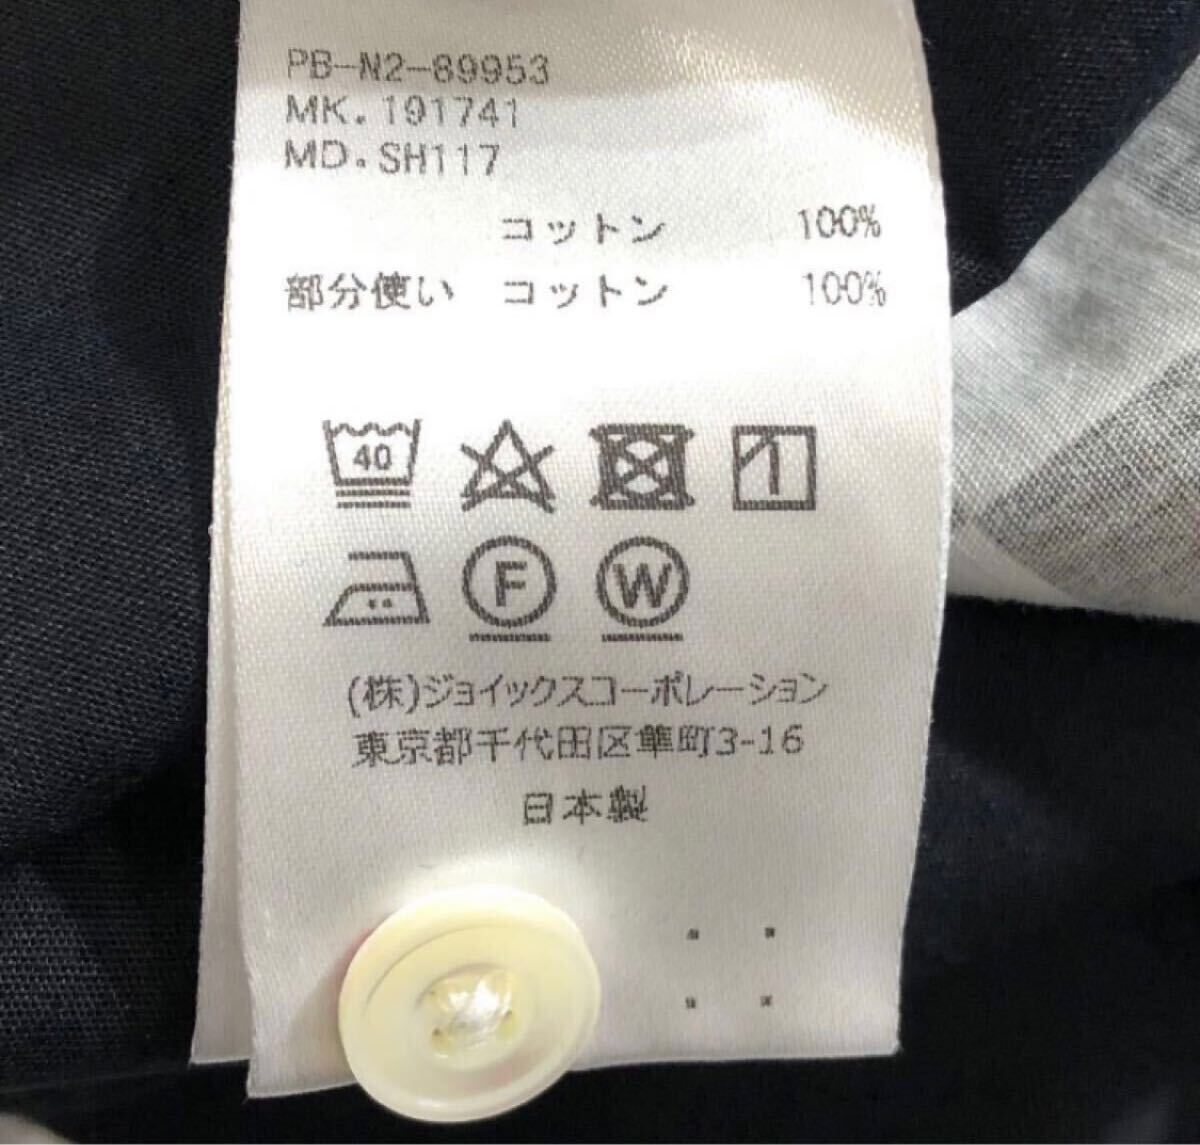 PB-N2-89953
MK. 191741
MD. SH117
コットン 100%
部分使い コットン 100%
40
F W
(株)ジョイックスコーポレーション
東京都千代田区隼町3-16
日本製